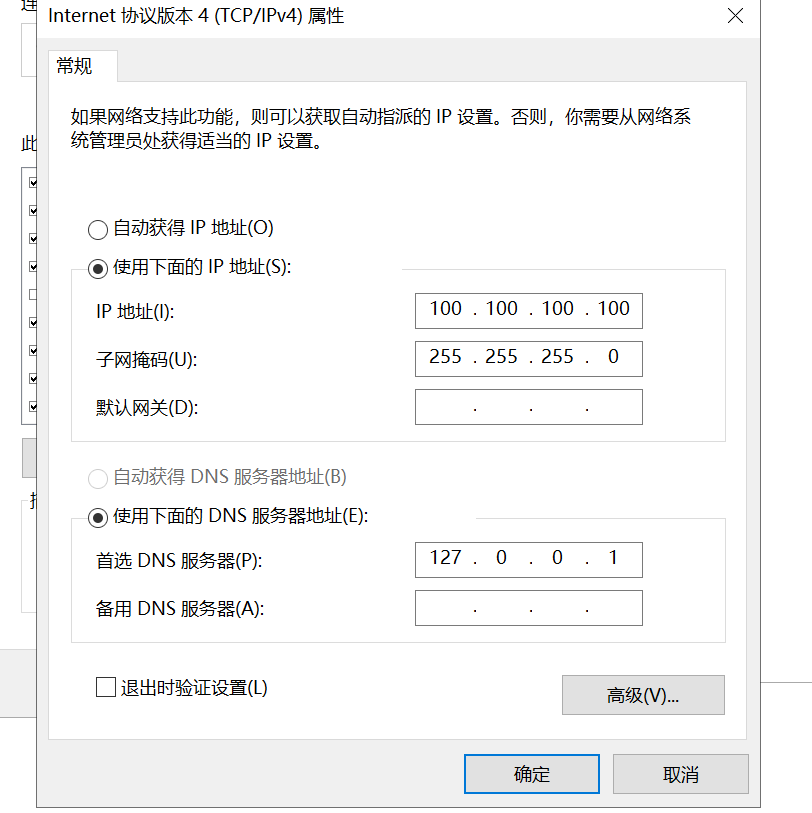 Internet 协议版本 4 (TCP/IPv4) 属性
常规
如果网络支持此功能，则可以获取自动指派的 IP 设置。否则，你需要从网络系
统管理员处获得适当的 IP 设置。
此
自动获得 IP 地址(O)
使用下面的 IP 地址(S):
IP 地址(I): 100 . 100 . 100 . 100
子网掩码(U): 255 . 255 . 255 . 0
默认网关(D): . . .
自动获得 DNS 服务器地址(B)
使用下面的 DNS 服务器地址(E):
首选 DNS 服务器(P): 127 . 0 . 0 . 1
备用 DNS 服务器(A): . . .
退出时验证设置(L)
高级(V)...
确定 取消